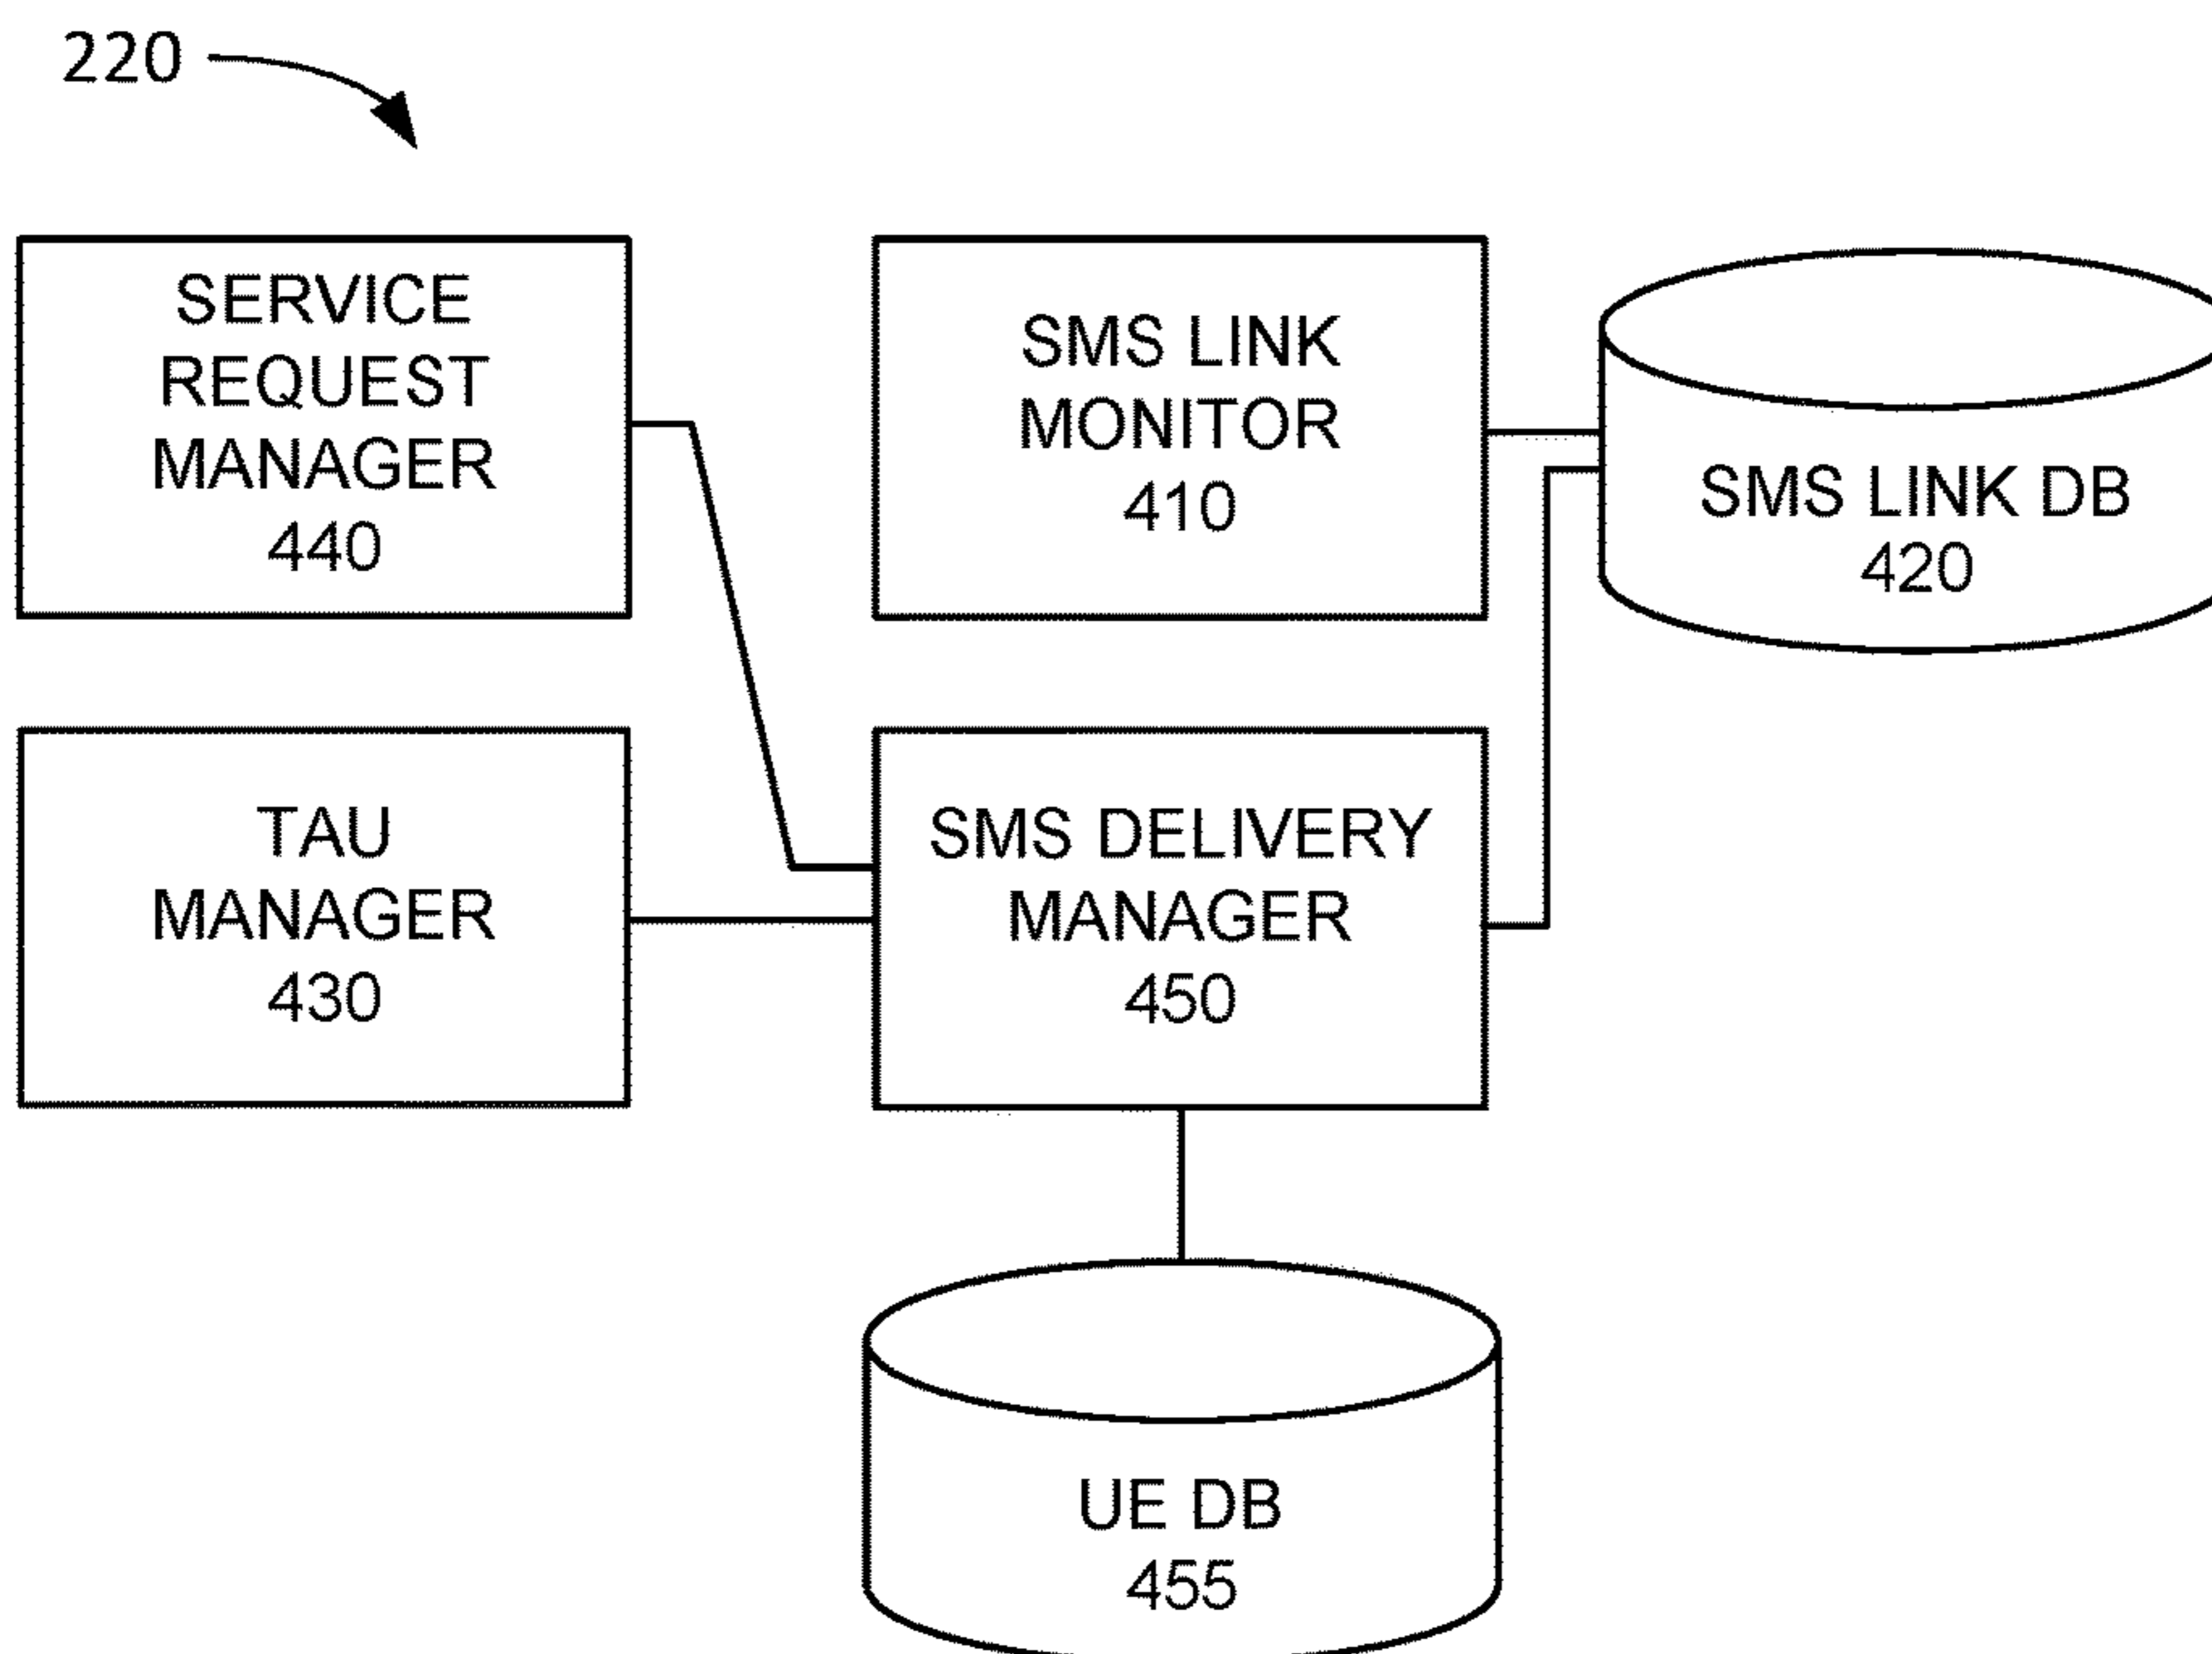 220
SERVICE
REQUEST
MANAGER
440
SMS LINK
MONITOR
410
SMS LINK DB
420
TAU
MANAGER
430
SMS DELIVERY
MANAGER
450
UE DB
455